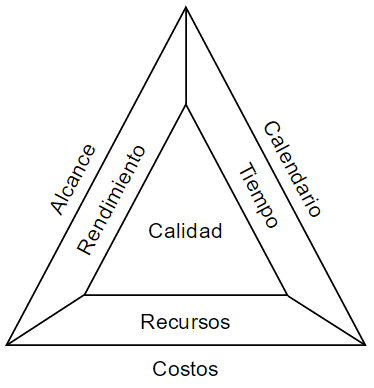 Alcance
Rendimiento
Calendario
Tiempo
Calidad
Recursos
Costos